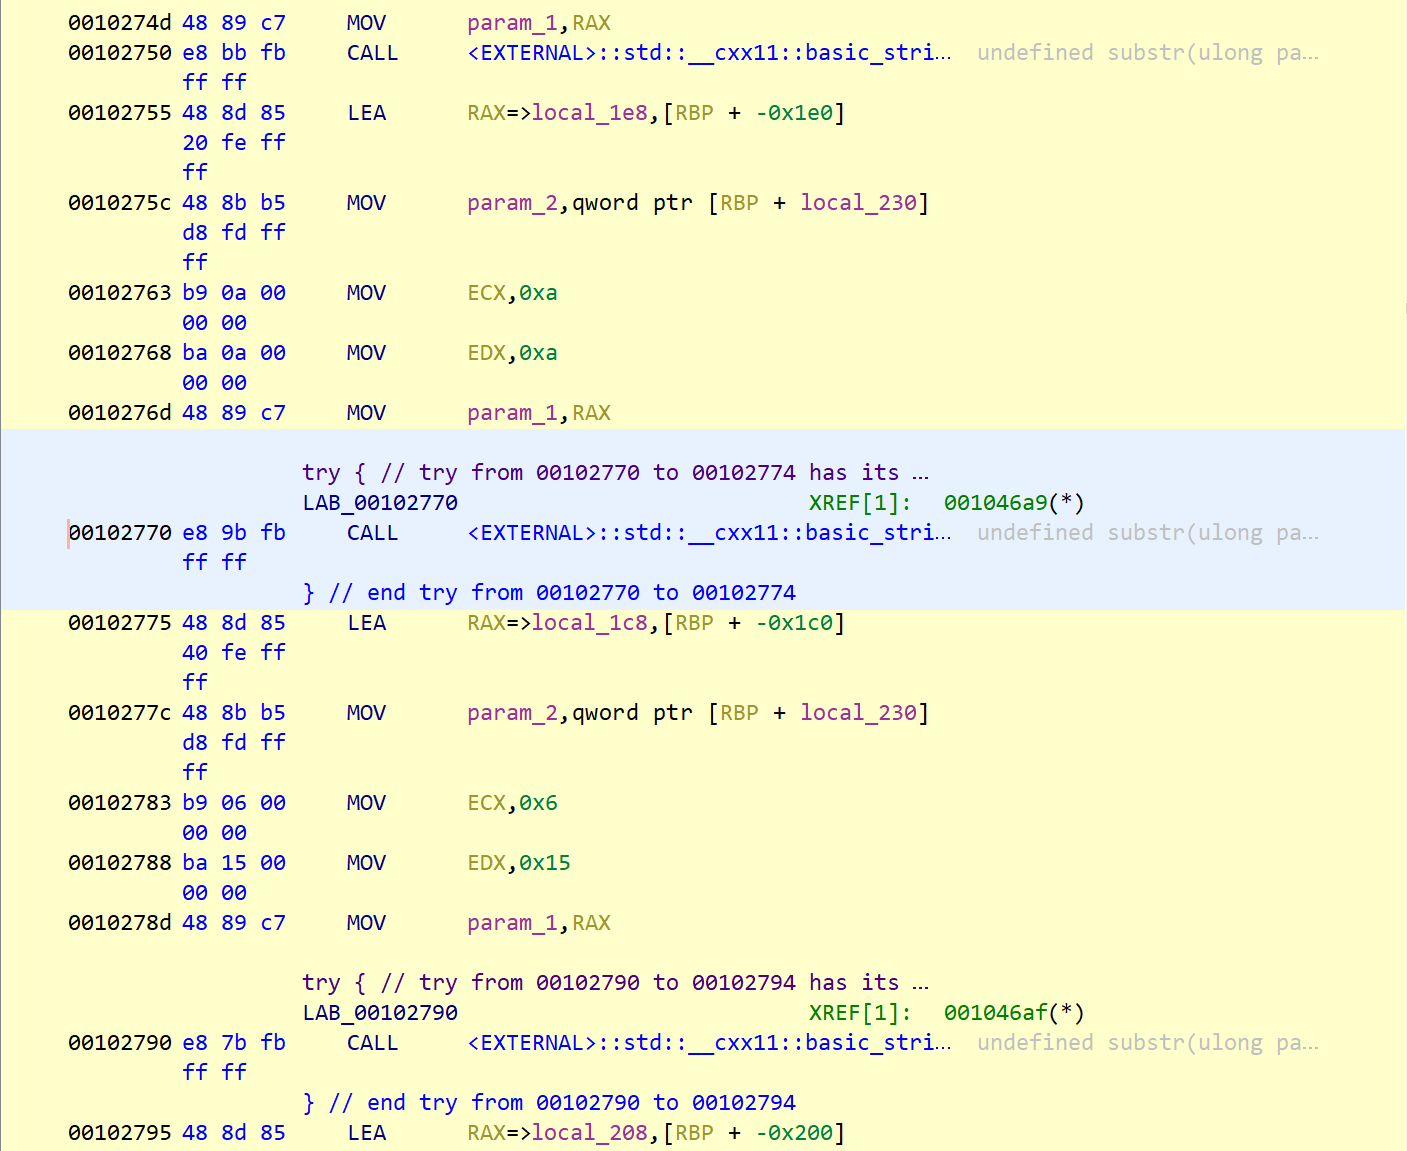 0010274d 48 89 c7 MOV param_1,RAX
00102750 e8 bb fb CALL <EXTERNAL>::std::__cxx11::basic_stri... undefined substr(ulong pa...
ff ff
00102755 48 8d 85 LEA RAX=>local_1e8,[RBP + -0x1e0]
20 fe ff
ff
0010275c 48 8b b5 MOV param_2,qword ptr [RBP + local_230]
d8 fd ff
ff
00102763 b9 0a 00 MOV ECX,0xa
00 00
00102768 ba 0a 00 MOV EDX,0xa
00 00
0010276d 48 89 c7 MOV param_1,RAX
try { // try from 00102770 to 00102774 has its ...
LAB_00102770 XREF[1]: 001046a9(*)
00102770 e8 9b fb CALL <EXTERNAL>::std::__cxx11::basic_stri... undefined substr(ulong pa...
ff ff
} // end try from 00102770 to 00102774
00102775 48 8d 85 LEA RAX=>local_1c8,[RBP + -0x1c0]
40 fe ff
ff
0010277c 48 8b b5 MOV param_2,qword ptr [RBP + local_230]
d8 fd ff
ff
00102783 b9 06 00 MOV ECX,0x6
00 00
00102788 ba 15 00 MOV EDX,0x15
00 00
0010278d 48 89 c7 MOV param_1,RAX
try { // try from 00102790 to 00102794 has its ...
LAB_00102790 XREF[1]: 001046af(*)
00102790 e8 7b fb CALL <EXTERNAL>::std::__cxx11::basic_stri... undefined substr(ulong pa...
ff ff
} // end try from 00102790 to 00102794
00102795 48 8d 85 LEA RAX=>local_208,[RBP + -0x200]